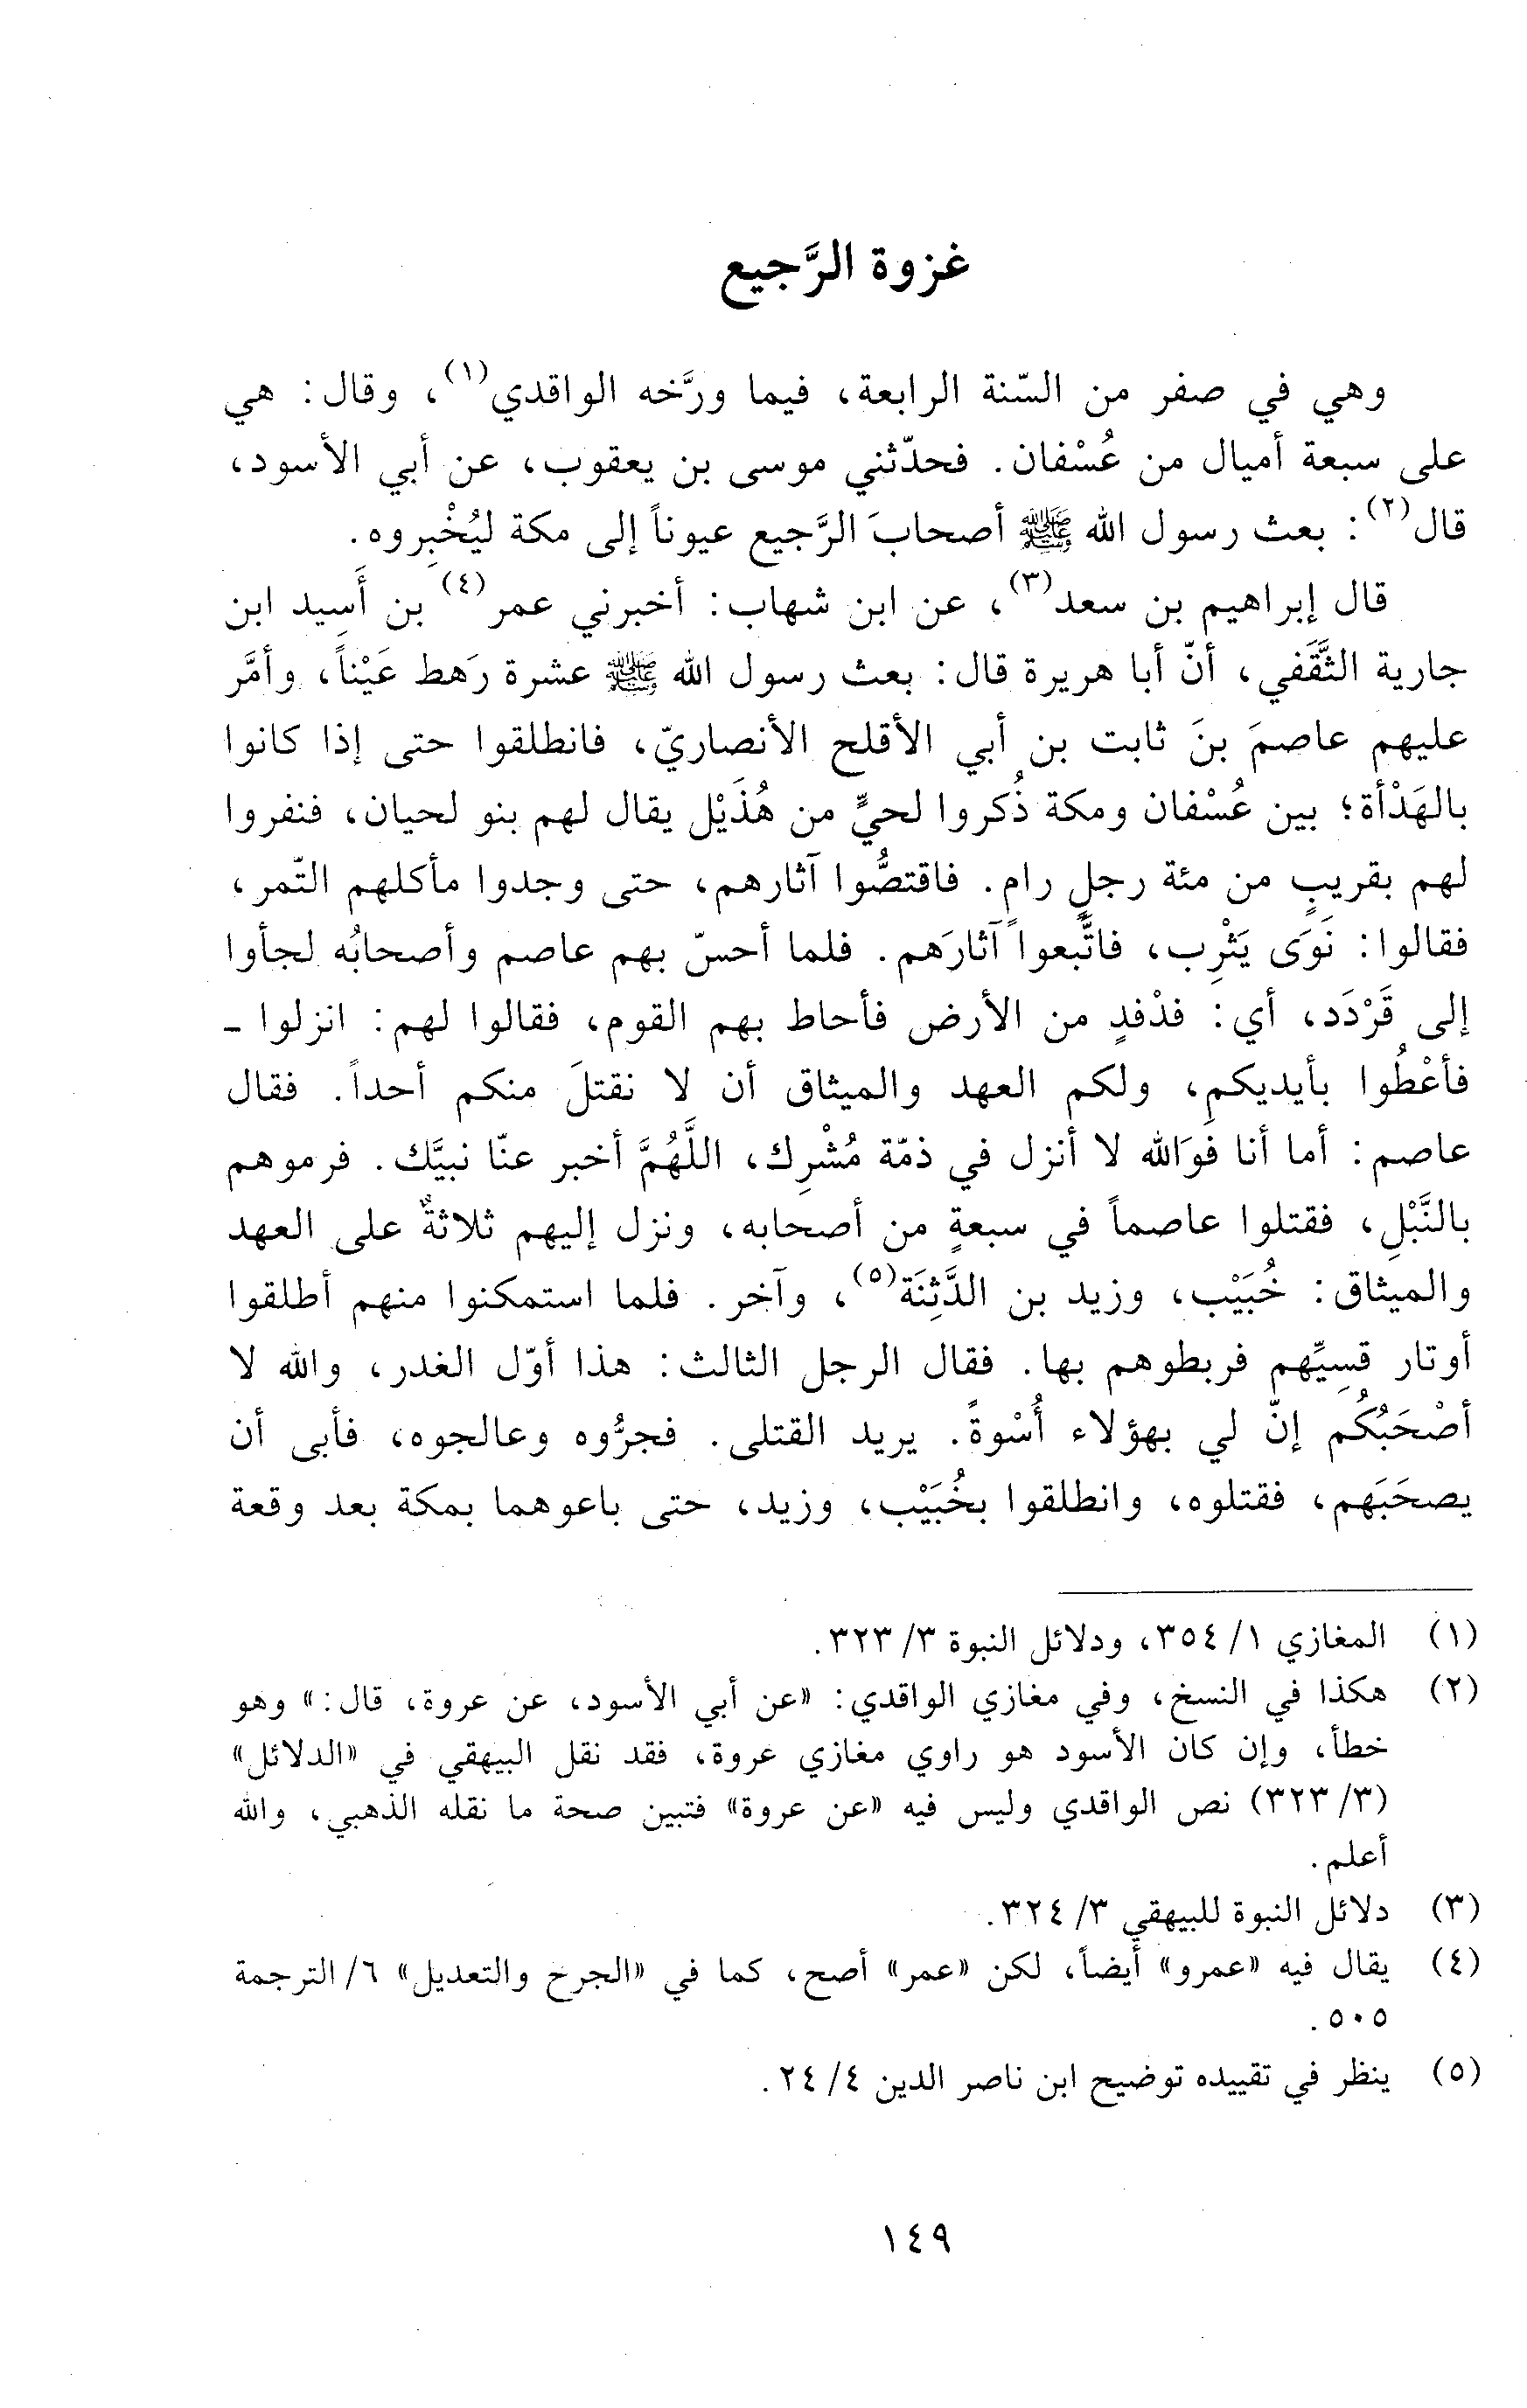 غزوة الرَّجيع
وهي في صفر من السّنة الرابعة، فيما ورَّخه الواقدي(١)، وقال: هي
على سبعة أميال من عُسْفان. فحدّثني موسى بن يعقوب، عن أبي الأسود،
قال(٢): بعث رسول الله ﷺ أصحابَ الرَّجيع عيوناً إلى مكة ليُخْبِروه.
قال إبراهيم بن سعد(٣)، عن ابن شهاب: أخبرني عمر(٤) بن أَسِيد ابن
جارية الثَّقَفي، أنّ أبا هريرة قال: بعث رسول الله ﷺ عشرة رَهط عَيْناً، وأمَّر
عليهم عاصمَ بنَ ثابت بن أبي الأقلح الأنصاريّ، فانطلقوا حتى إذا كانوا
بالهَدْأة؛ بين عُسْفان ومكة ذُكروا لحيٍّ من هُذَيْل يقال لهم بنو لحيان، فنفروا
لهم بقريبٍ من مئة رجلٍ رام. فاقتصُّوا آثارهم، حتى وجدوا مأكلهم التّمر،
فقالوا: نَوَى يَثْرِب، فاتَّبعوا آثارَهم. فلما أحسّ بهم عاصم وأصحابُه لجأوا
إلى قَرْدَد، أي: فدْفدٍ من الأرض فأحاط بهم القوم، فقالوا لهم: انزلوا ـ
فأعْطُوا بأيديكم، ولكم العهد والميثاق أن لا نقتلَ منكم أحداً. فقال
عاصم: أما أنا فَوَالله لا أنزل في ذمّة مُشْرِك، اللَّهُمَّ أخبر عنّا نبيَّك. فرموهم
بالنَّبْلِ، فقتلوا عاصماً في سبعةٍ من أصحابه، ونزل إليهم ثلاثةٌ على العهد
والميثاق: خُبَيْب، وزيد بن الدَّثِنَة(٥)، وآخر. فلما استمكنوا منهم أطلقوا
أوتار قسِيِّهم فربطوهم بها. فقال الرجل الثالث: هذا أوّل الغدر، والله لا
أصْحَبُكُم إنّ لي بهؤلاء أُسْوةً. يريد القتلى. فجرُّوه وعالجوه، فأبى أن
يصحَبَهم، فقتلوه، وانطلقوا بخُبَيْب، وزيد، حتى باعوهما بمكة بعد وقعة
(١) المغازي ١/ ٣٥٤، ودلائل النبوة ٣/ ٣٢٣.
(٢) هكذا في النسخ، وفي مغازي الواقدي: «عن أبي الأسود، عن عروة، قال:» وهو
خطأ، وإن كان الأسود هو راوي مغازي عروة، فقد نقل البيهقي في «الدلائل»
(٣/ ٣٢٣) نص الواقدي وليس فيه «عن عروة» فتبين صحة ما نقله الذهبي، والله
أعلم.
(٣) دلائل النبوة للبيهقي ٣/ ٣٢٤.
(٤) يقال فيه «عمرو» أيضاً، لكن «عمر» أصح، كما في «الجرح والتعديل» ٦/ الترجمة
٥٠٥.
(٥) ينظر في تقييده توضيح ابن ناصر الدين ٤/ ٢٤.
١٤٩